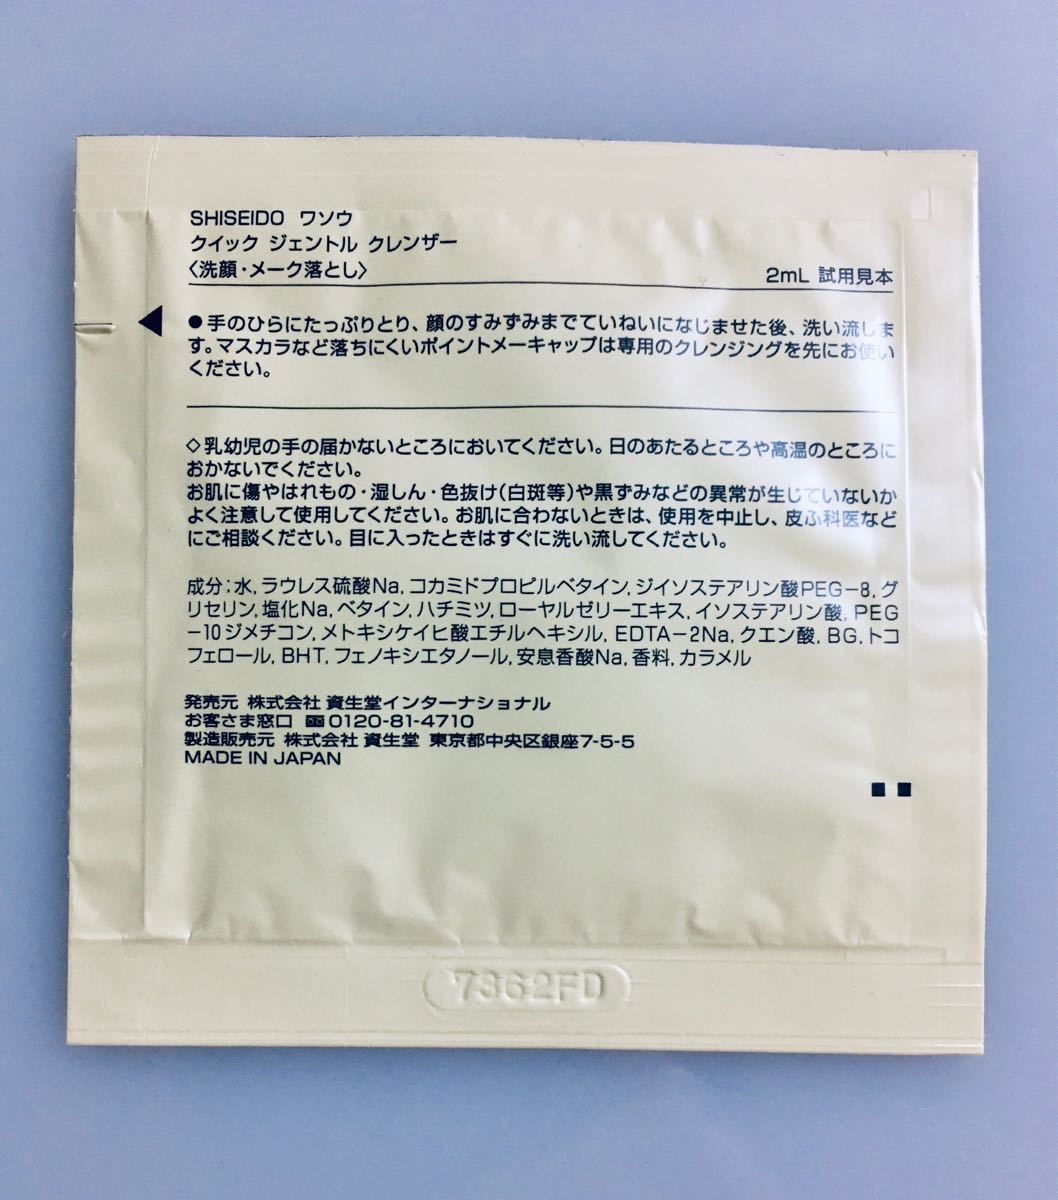 SHISEIDO ワソウ
クイック ジェントル クレンザー
〈洗顔・メーク落とし〉
2mL 試用見本
●手のひらにたっぷりとり、顔のすみずみまでていねいになじませた後、洗い流しま
す。マスカラなど落ちにくいポイントメーキャップは専用のクレンジングを先にお使い
ください。
◇乳幼児の手の届かないところにおいてください。日のあたるところや高温のところに
おかないでください。
お肌に傷やはれもの・湿しん・色抜け(白斑等)や黒ずみなどの異常が生じていないか
よく注意して使用してください。お肌に合わないときは、使用を中止し、皮ふ科医など
にご相談ください。目に入ったときはすぐに洗い流してください。
成分;水,ラウレス硫酸Na,コカミドプロピルベタイン,ジイソステアリン酸PEG-8,グ
リセリン,塩化Na,ベタイン,ハチミツ,ローヤルゼリーエキス,イソステアリン酸,PEG
-10ジメチコン,メトキシケイヒ酸エチルヘキシル,EDTA-2Na,クエン酸,BG,トコ
フェロール,BHT,フェノキシエタノール,安息香酸Na,香料,カラメル
発売元 株式会社 資生堂インターナショナル
お客さま窓口 0120-81-4710
製造販売元 株式会社 資生堂 東京都中央区銀座7-5-5
MADE IN JAPAN
7362FD